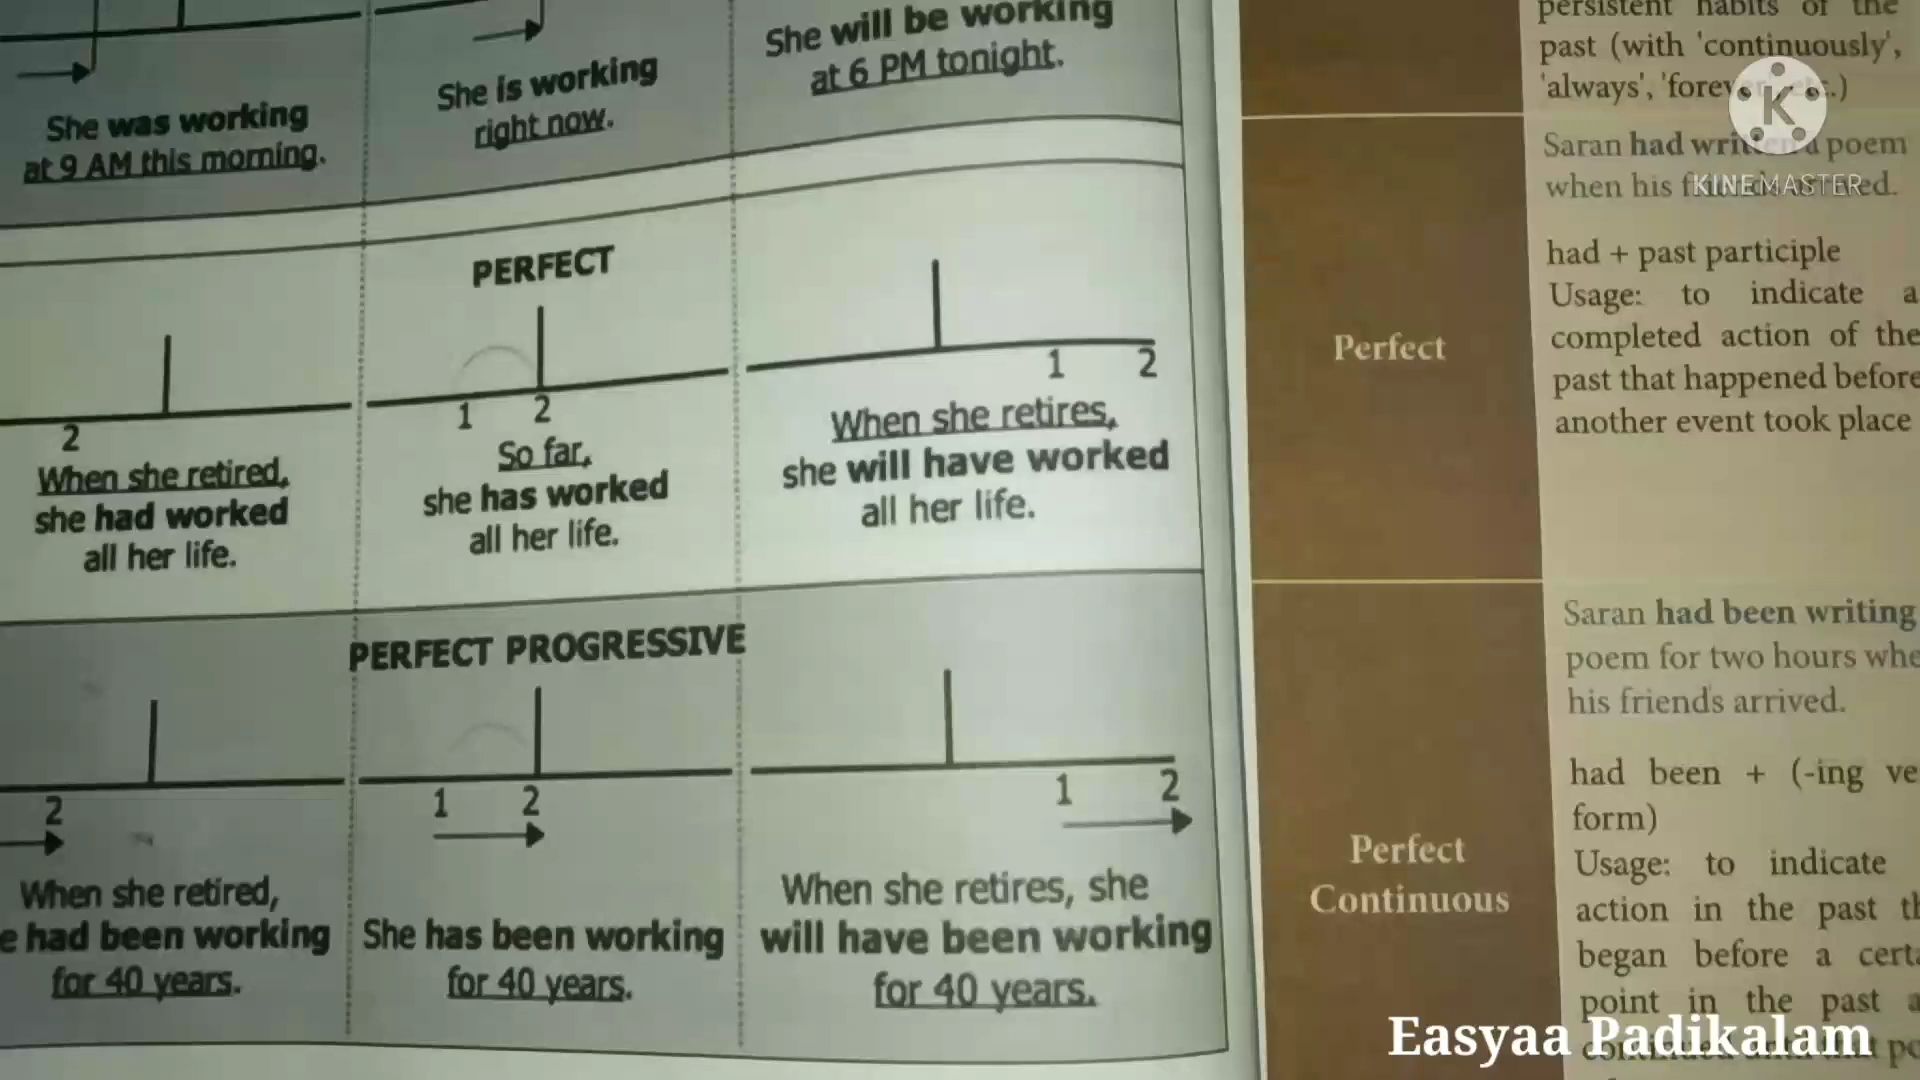 She was working
at 9 AM this morning.
She is working
right now.
She will be working
at 6 PM tonight.
PERFECT
2
When she retired,
she had worked
all her life.
1 2
So far,
she has worked
all her life.
1 2
When she retires,
she will have worked
all her life.
PERFECT PROGRESSIVE
2
When she retired,
e had been working
for 40 years.
1 2
She has been working
for 40 years.
1 2
When she retires, she
will have been working
for 40 years.
persistent habits of the
past (with 'continuously',
'always',
Perfect
Saran had written a poem
when his
had + past participle
Usage: to indicate a
completed action of the
past that happened before
another event took place
Perfect
Continuous
Saran had been writing
poem for two hours whe
his friends arrived.
had been + (-ing ve
form)
Usage: to indicate
action in the past th
began before a certa
point in the past a
K
KINEMASTER
Easyaa Padikalam